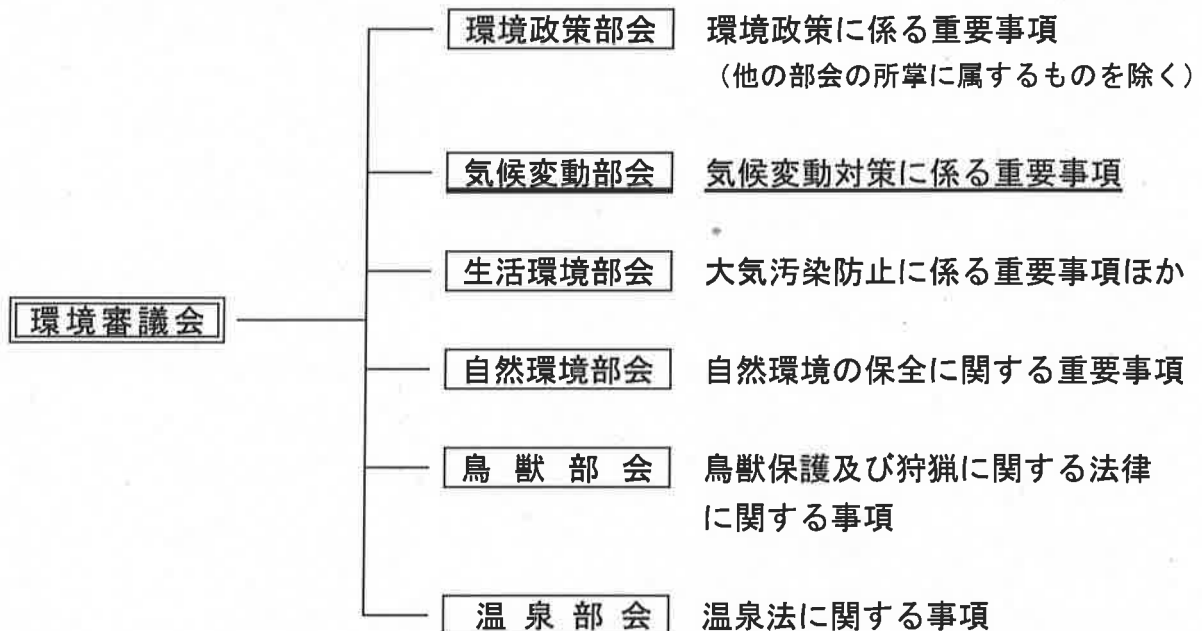 環境政策部会 環境政策に係る重要事項
（他の部会の所掌に属するものを除く）
気候変動部会 気候変動対策に係る重要事項
生活環境部会 大気汚染防止に係る重要事項ほか
環境審議会
自然環境部会 自然環境の保全に関する重要事項
鳥獣部会 鳥獣保護及び狩猟に関する法律
に関する事項
温泉部会 温泉法に関する事項